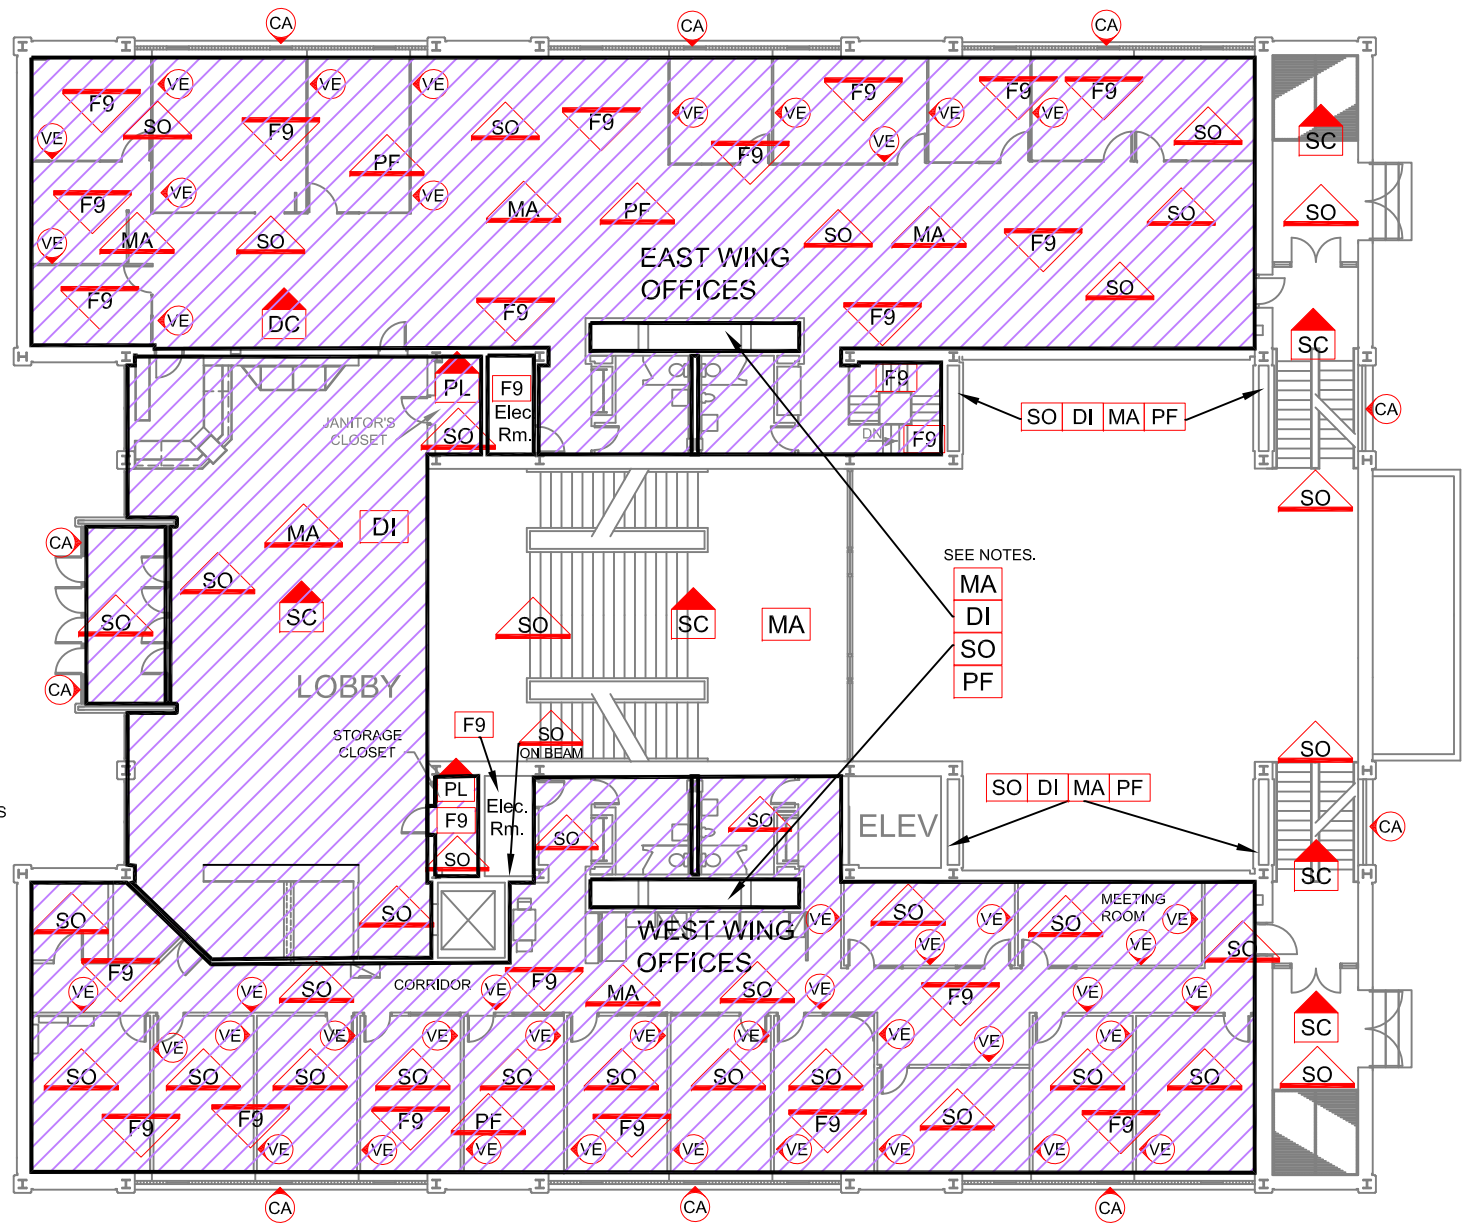 CA CA CA
F9 VE VE VE F9 F9 F9
SO F9 SO F9 VE VE VE VE SO SC
VE PF F9 VE
F9 VE VE MA PF SO SO
VE MA SO SO MA F9
EAST WING
OFFICES
SO
F9 DC VE F9 F9 SC
PL F9 F9
JANITOR'S
CLOSET
SO
Elec
Rm.
DN F9
SO DI MA PF
CA
SO
CA
MA DI
SO
SO SC
SO SC MA
SEE NOTES.
MA
DI
SO
PF
CA
LOBBY
STORAGE
CLOSET
F9
SO
ON BEAM
SO
PL
F9
SO
Elec.
Rm.
SO SO
ELEV
SO DI MA PF
CA
S
SC
SO SO
WEST WING
OFFICES
VE SO VE SO
MEETING
ROOM
VE SO
F9 VE VE
CORRIDOR
VE VE SO VE F9 MA SO VE F9 VE VE
SC
VE VE VE VE VE VE VE VE VE
SO SO SO SO SO SO SO SO VE SO SO SO
F9 F9 F9 PF F9 F9 SO F9
VE VE VE VE VE VE VE VE
CA CA CA